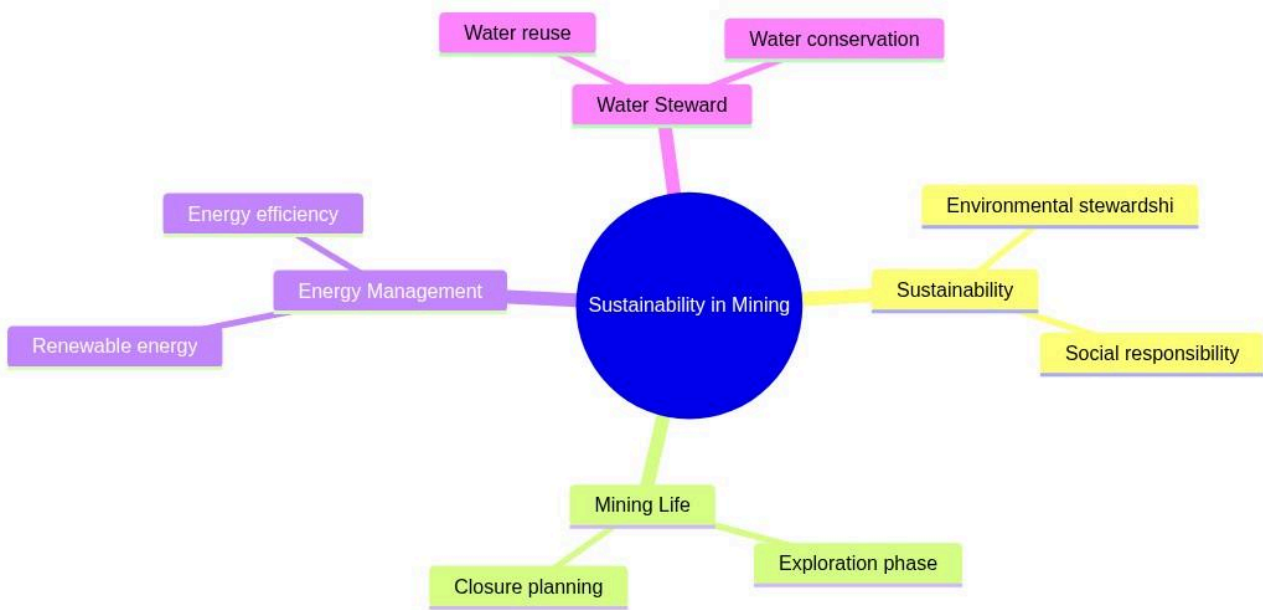 Water reuse
Water conservation
Water Steward
Energy efficiency
Environmental stewardshi
Energy Management
Sustainability in Mining
Sustainability
Renewable energy
Social responsibility
Mining Life
Exploration phase
Closure planning